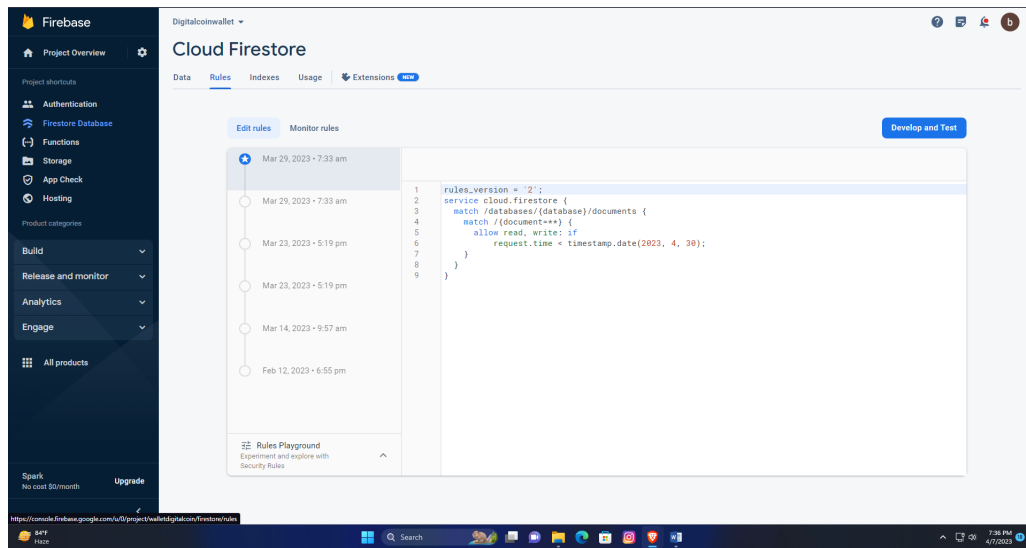 Firebase
Project Overview
Project shortcuts
Authentication
Firestore Database
Functions
Storage
App Check
Hosting
Product categories
Build
Release and monitor
Analytics
Engage
All products
Spark
No cost $0/month
Upgrade
https://console.firebase.google.com/u/0/project/walletdigitalcoin/firestore/rules
Digitalcoinwallet
b
Cloud Firestore
Data Rules Indexes Usage Extensions NEW
Edit rules Monitor rules
Develop and Test
Mar 29, 2023 • 7:33 am
Mar 29, 2023 • 7:33 am
Mar 23, 2023 • 5:19 pm
Mar 23, 2023 • 5:19 pm
Mar 14, 2023 • 9:57 am
Feb 12, 2023 • 6:55 pm
Rules Playground
Experiment and explore with
Security Rules
1 rules_version = '2';
2 service cloud.firestore {
3 match /databases/{database}/documents {
4 match /{document=**} {
5 allow read, write: if
6 request.time < timestamp.date(2023, 4, 30);
7 }
8 }
9 }
84°F
Haze
Search
7:36 PM
4/7/2023